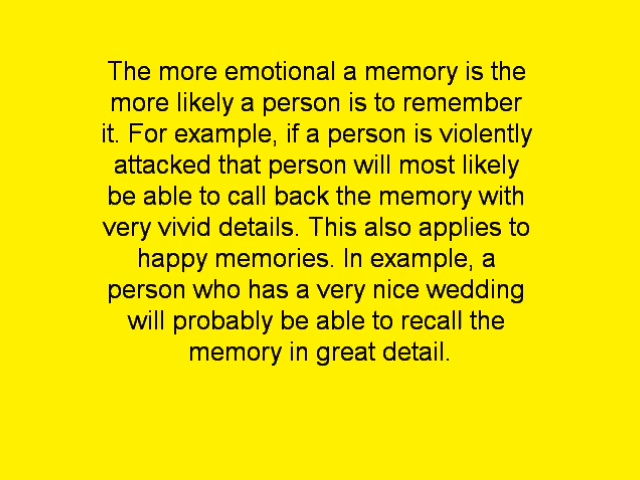 The more emotional a memory is the
more likely a person is to remember
it. For example, if a person is violently
attacked that person will most likely
be able to call back the memory with
very vivid details. This also applies to
happy memories. In example, a
person who has a very nice wedding
will probably be able to recall the
memory in great detail.